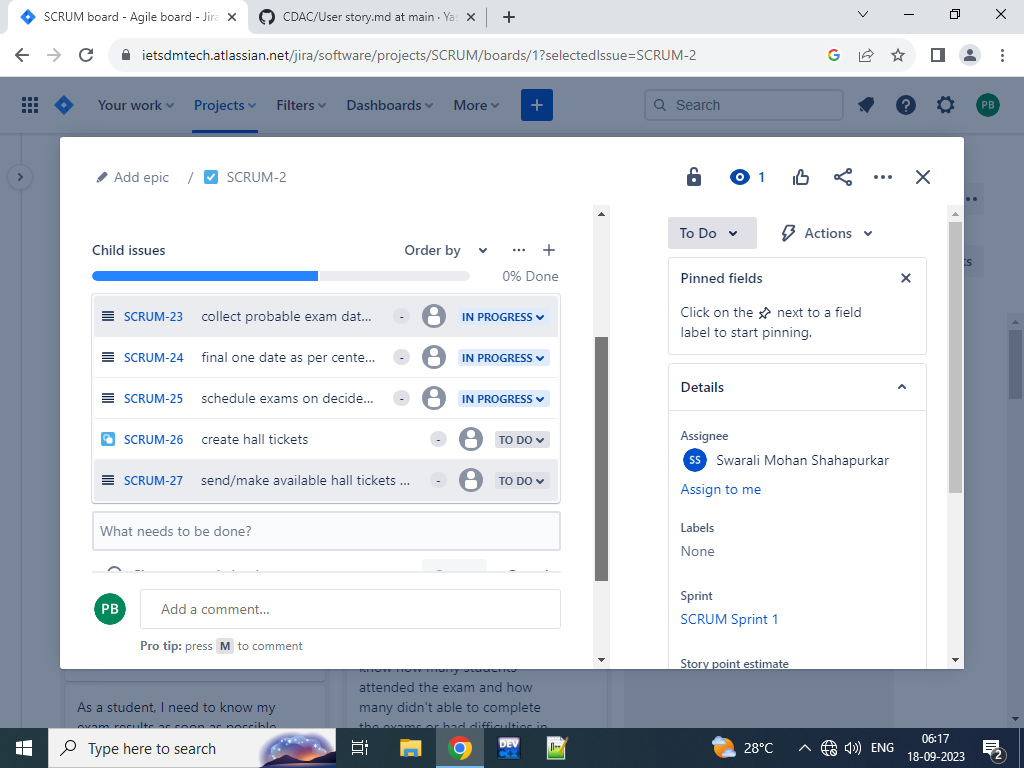 SCRUM board - Agile board - Jira
CDAC/User story.md at main · Yas
ietsdmtech.atlassian.net/jira/software/projects/SCRUM/boards/1?selectedIssue=SCRUM-2
Your work
Projects
Filters
Dashboards
More
Search
PB
Add epic
/
SCRUM-2
1
Child issues
Order by
0% Done
SCRUM-23 collect probable exam dat... - IN PROGRESS
SCRUM-24 final one date as per cente... - IN PROGRESS
SCRUM-25 schedule exams on decide... - IN PROGRESS
SCRUM-26 create hall tickets - TO DO
SCRUM-27 send/make available hall tickets ... - TO DO
What needs to be done?
PB
Add a comment...
Pro tip: press M to comment
To Do
Actions
Pinned fields
Click on the next to a field
label to start pinning.
Details
Assignee
SS Swarali Mohan Shahapurkar
Assign to me
Labels
None
Sprint
SCRUM Sprint 1
Story point estimate
As a student, I need to know my
exam results as soon as possible
know how many students
attended the exam and how
many didn't able to complete
the exams or had difficulties in
Type here to search
DEV
28°C
ENG
06:17
18-09-2023
2